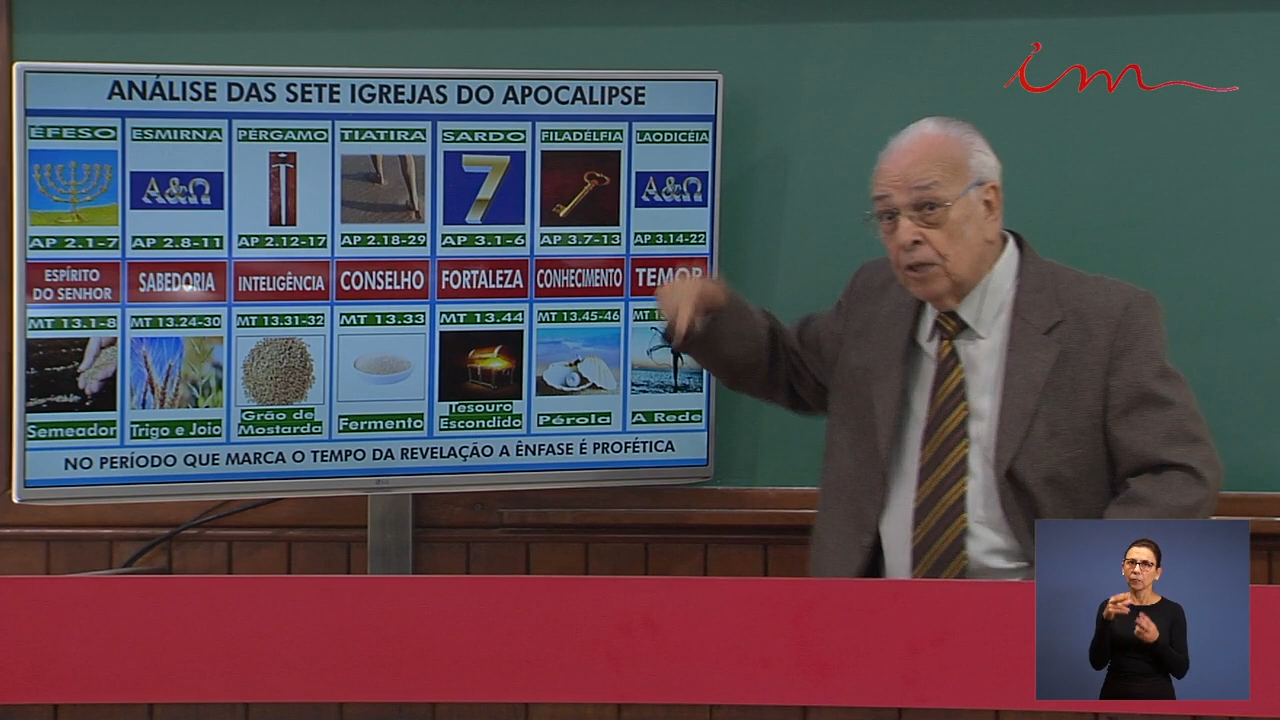 im
ANÁLISE DAS SETE IGREJAS DO APOCALIPSE
ÉFESO ESMIRNA PÉRGAMO TIATIRA SARDO FILADÉLFIA LAODICÉIA
A&Ω 7 A&Ω
AP 2.1-7 AP 2.8-11 AP 2.12-17 AP 2.18-29 AP 3.1-6 AP 3.7-13 AP 3.14-22
ESPÍRITO
DO SENHOR SABEDORIA INTELIGÊNCIA CONSELHO FORTALEZA CONHECIMENTO TEMOR
MT 13.1-8 MT 13.24-30 MT 13.31-32 MT 13.33 MT 13.44 MT 13.45-46
Semeador Trigo e Joio Grão de
Mostarda Fermento Tesouro
Escondido Pérola A Rede
NO PERÍODO QUE MARCA O TEMPO DA REVELAÇÃO A ÊNFASE É PROFÉTICA
LG